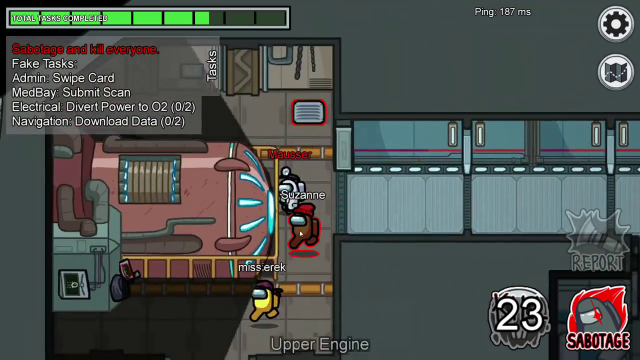 TOTAL TASKS COMPLETED
Ping: 187 ms
Sabotage and kill everyone.
Fake Tasks:
Admin: Swipe Card
MedBay: Submit Scan
Electrical: Divert Power to O2 (0/2)
Navigation: Download Data (0/2)
Tasks
Mausser
Suzanne
miss.erek
REPORT
23
SABOTAGE
Upper Engine